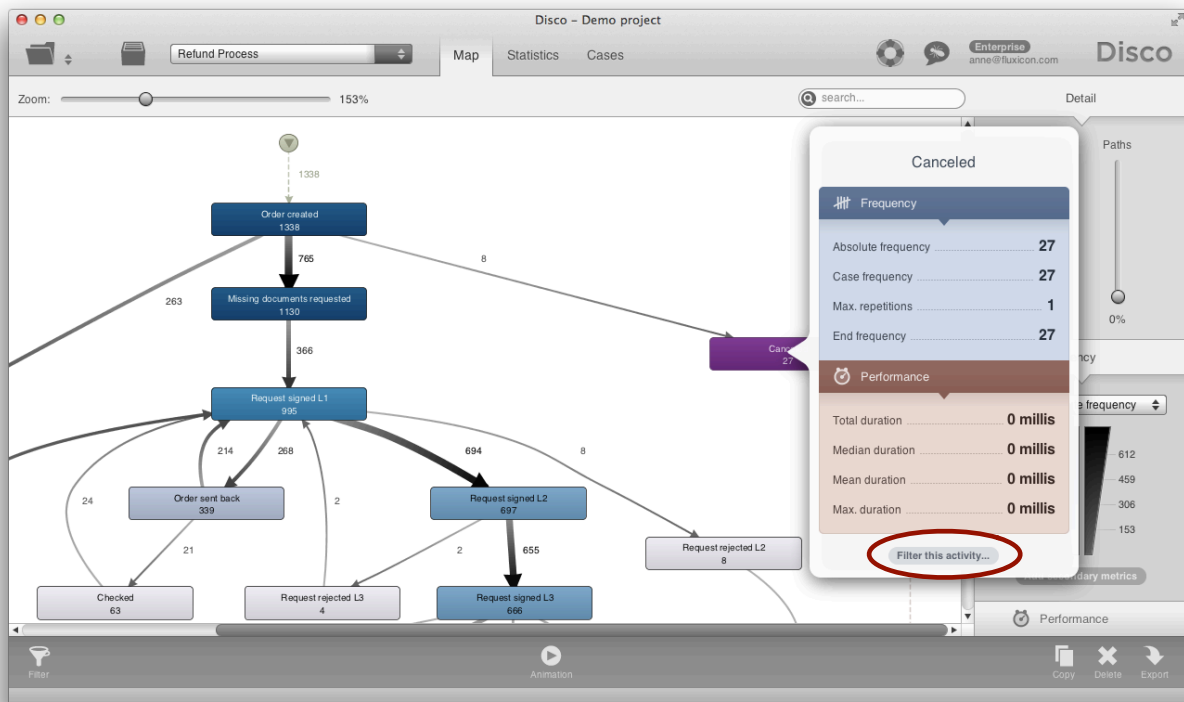 Disco - Demo project
Refund Process
Map
Statistics
Cases
Enterprise
anne@fluxicon.com
Disco
Zoom:
153%
search...
Detail
1338
Order created
1338
765
263
8
Missing documents requested
1130
366
Canc
27
Request signed L1
995
214
268
694
8
24
2
Order sent back
339
Request signed L2
697
21
2
655
Request rejected L2
8
Checked
63
Request rejected L3
4
Request signed L3
666
Canceled
Frequency
Absolute frequency 27
Case frequency 27
Max. repetitions 1
End frequency 27
Performance
Total duration 0 millis
Median duration 0 millis
Mean duration 0 millis
Max. duration 0 millis
Filter this activity...
Paths
0%
ncy
e frequency
612
459
306
153
metrics
Performance
Filter
Animation
Copy
Delete
Export